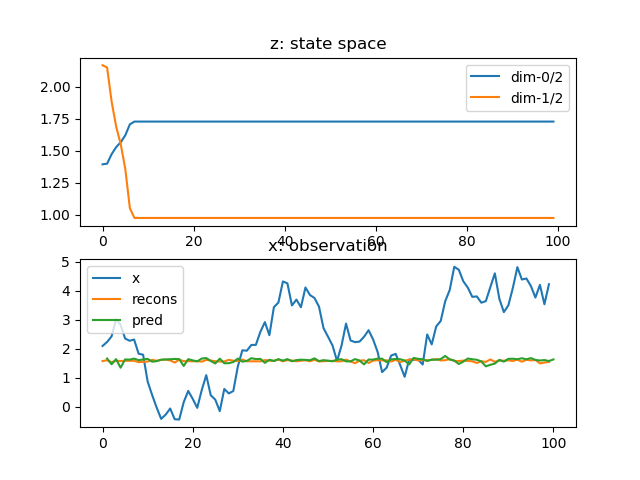 z: state space
2.00
1.75
1.50
1.25
1.00
dim-0/2
dim-1/2
0 20 40 60 80 100
x: observation
5
4
3
2
1
0
x
recons
pred
0 20 40 60 80 100